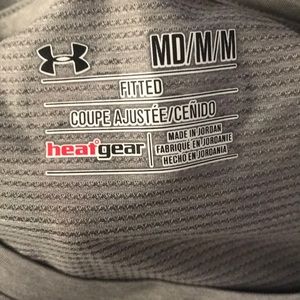 MD/M/M
FITTED
COUPE AJUSTÉE/CEÑIDO
heatgear
MADE IN JORDAN
FABRIQUÉ EN JORDANIE
HECHO EN JORDANIA